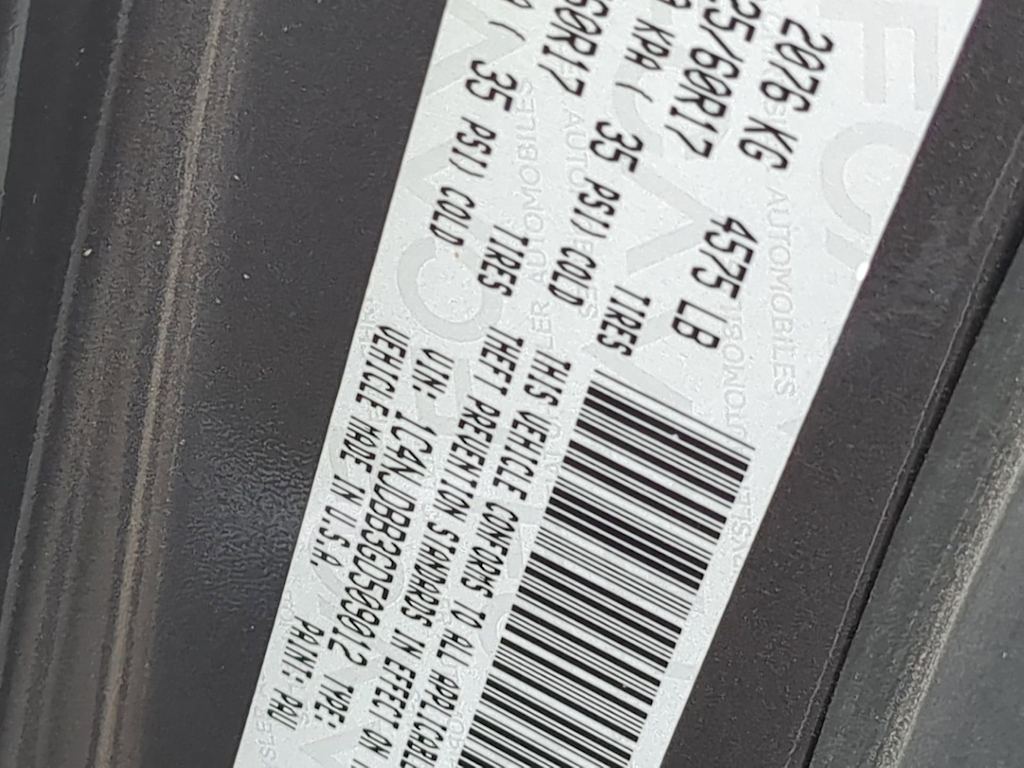 2076 KG 4575 LB
25/60R17 TIRES
KPA ( 35 PSI) COLD
60R17 TIRES
( 35 PSI) COLD
THIS VEHICLE CONFORMS TO ALL APPLICABLE
THEFT PREVENTION STANDARDS IN EFFECT ON
VIN: 1C4NJDBB3GD509012 TYPE:
VEHICLE MADE IN U.S.A. PAINT: PAU